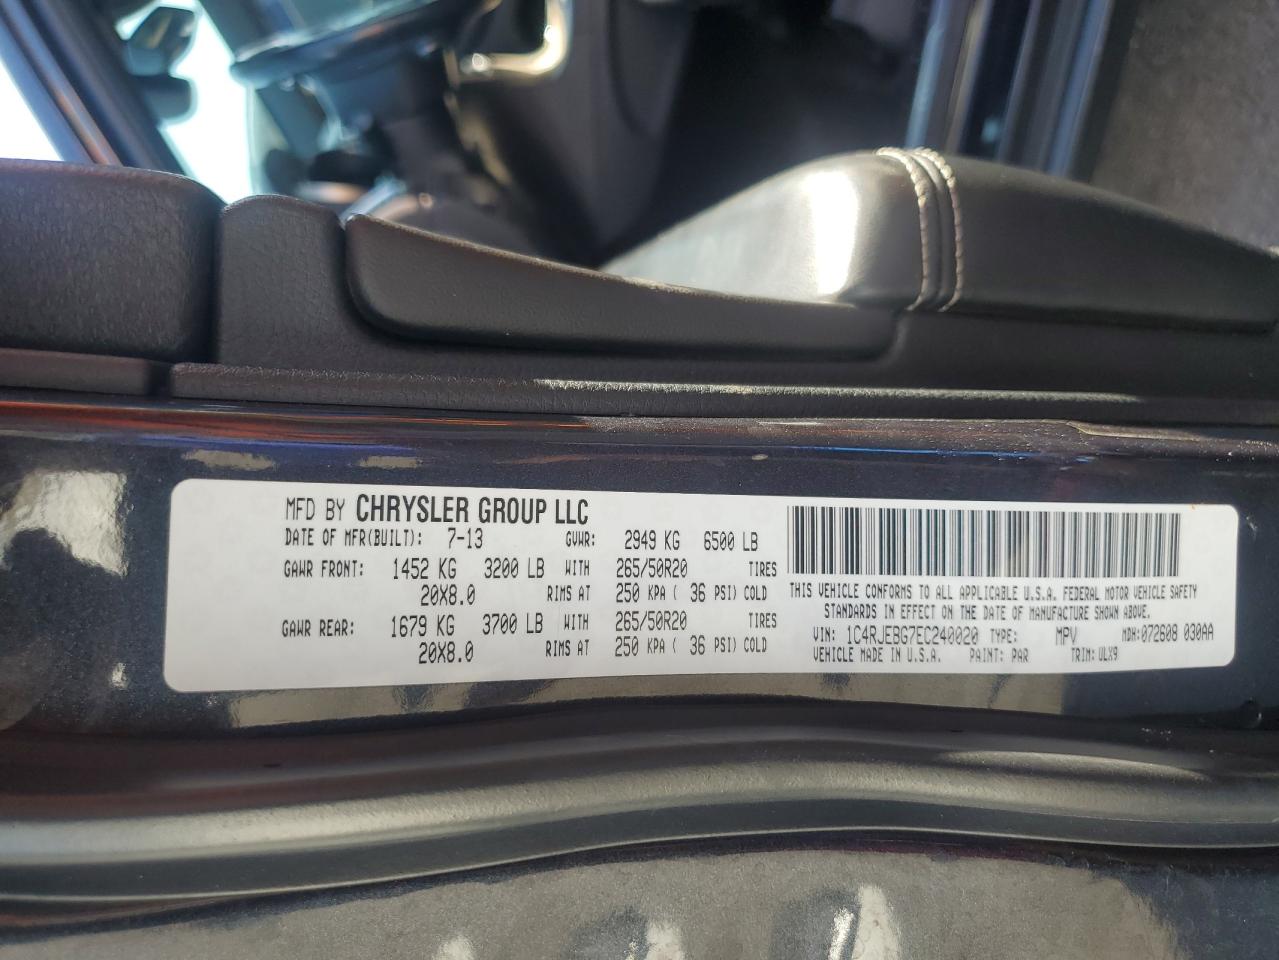 MFD BY CHRYSLER GROUP LLC
DATE OF MFR(BUILT): 7-13 GVWR: 2949 KG 6500 LB
GAWR FRONT: 1452 KG 3200 LB WITH 265/50R20 TIRES
20X8.0 RIMS AT 250 KPA ( 36 PSI) COLD
GAWR REAR: 1679 KG 3700 LB WITH 265/50R20 TIRES
20X8.0 RIMS AT 250 KPA ( 36 PSI) COLD
THIS VEHICLE CONFORMS TO ALL APPLICABLE U.S.A. FEDERAL MOTOR VEHICLE SAFETY
STANDARDS IN EFFECT ON THE DATE OF MANUFACTURE SHOWN ABOVE.
VIN: 1C4RJEBG7EC240020 TYPE: MPV MDH:072608 030AA
VEHICLE MADE IN U.S.A. PAINT: PAR TRIM: ULX9